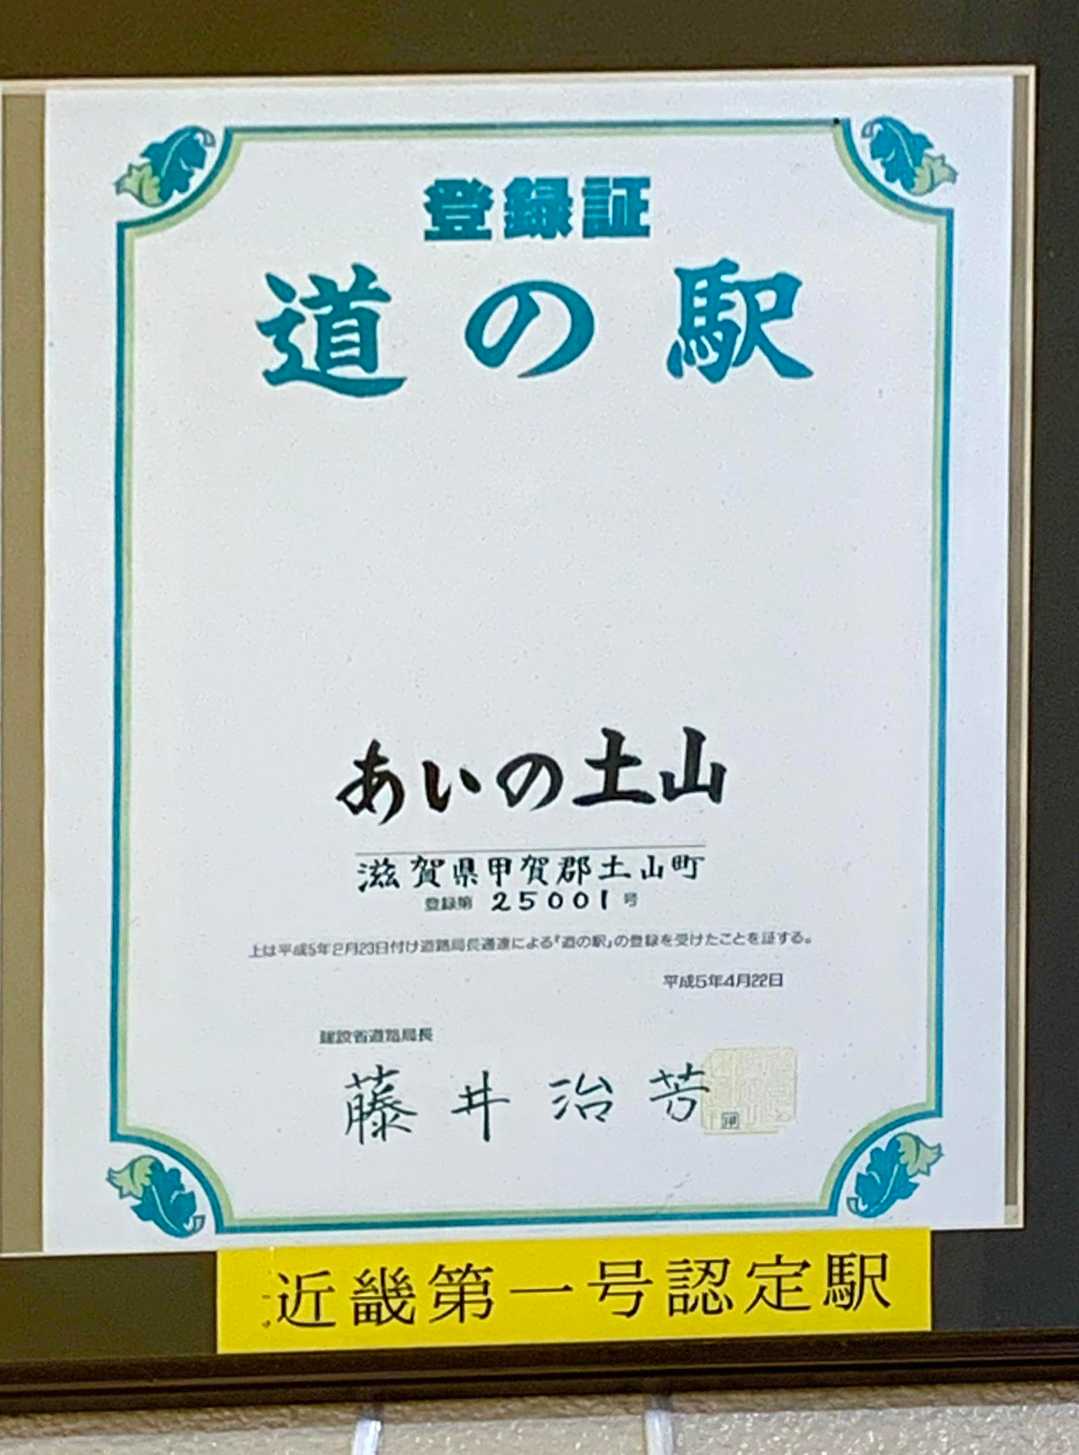 登録証
道の駅
あいの土山
滋賀県甲賀郡土山町
登録第 25001 号
上は平成5年2月23日付け道路局長通達による『道の駅』の登録を受けたことを証する。
平成5年4月22日
建設省道路局長
藤井治芳
近畿第一号認定駅